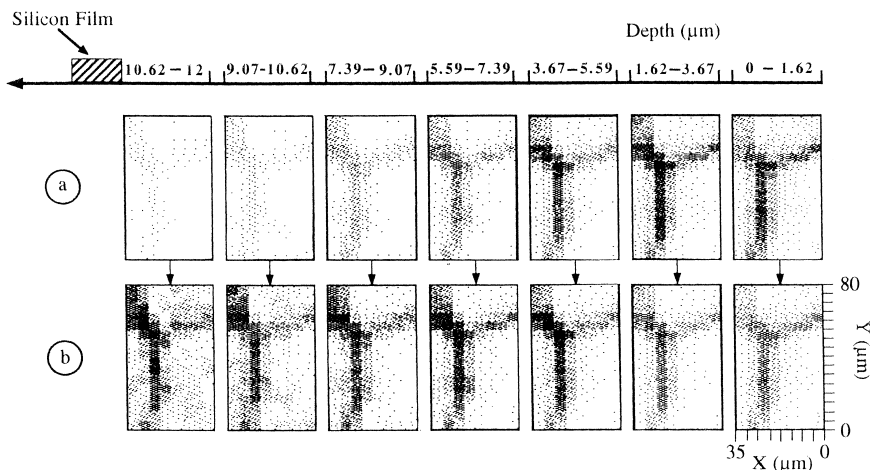 Silicon Film
Depth (μm)
10.62 – 12 9.07-10.62 7.39 – 9.07 5.59 – 7.39 3.67 – 5.59 1.62 – 3.67 0 – 1.62
a
b
80
Y (μm)
0
35 0
X (μm)